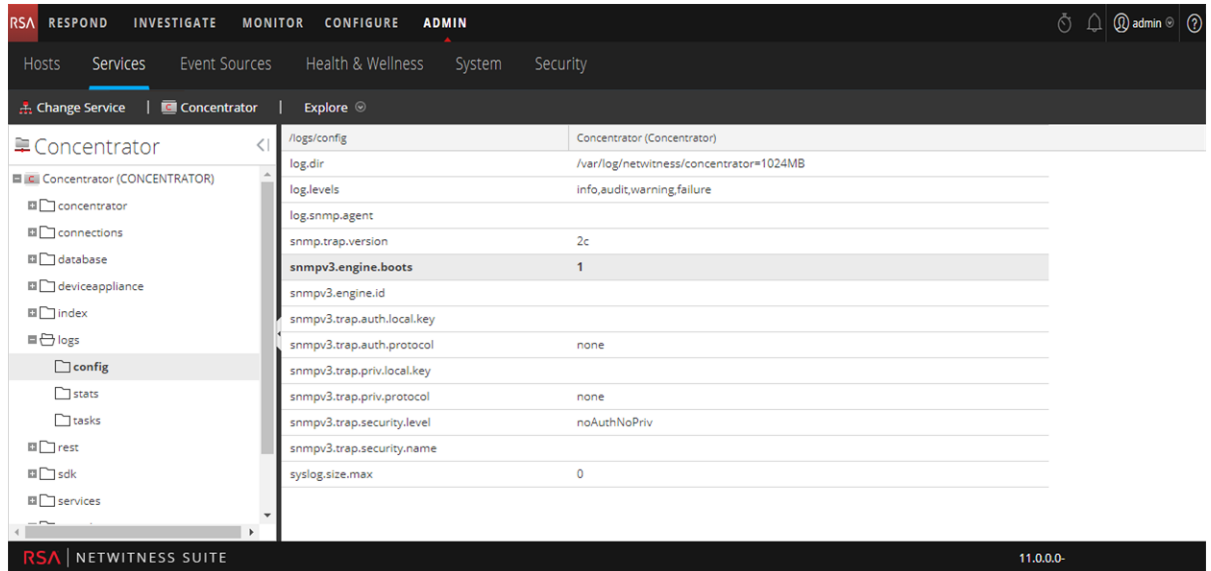 RSA RESPOND INVESTIGATE MONITOR CONFIGURE ADMIN admin ?
Hosts Services Event Sources Health & Wellness System Security
Change Service | C Concentrator | Explore
Concentrator
C Concentrator (CONCENTRATOR)
concentrator
connections
database
deviceappliance
index
logs
config
stats
tasks
rest
sdk
services
/logs/config Concentrator (Concentrator)
log.dir /var/log/netwitness/concentrator=1024MB
log.levels info,audit,warning,failure
log.snmp.agent
snmp.trap.version 2c
snmpv3.engine.boots 1
snmpv3.engine.id
snmpv3.trap.auth.local.key
snmpv3.trap.auth.protocol none
snmpv3.trap.priv.local.key
snmpv3.trap.priv.protocol none
snmpv3.trap.security.level noAuthNoPriv
snmpv3.trap.security.name
syslog.size.max 0
RSA | NETWITNESS SUITE 11.0.0.0-